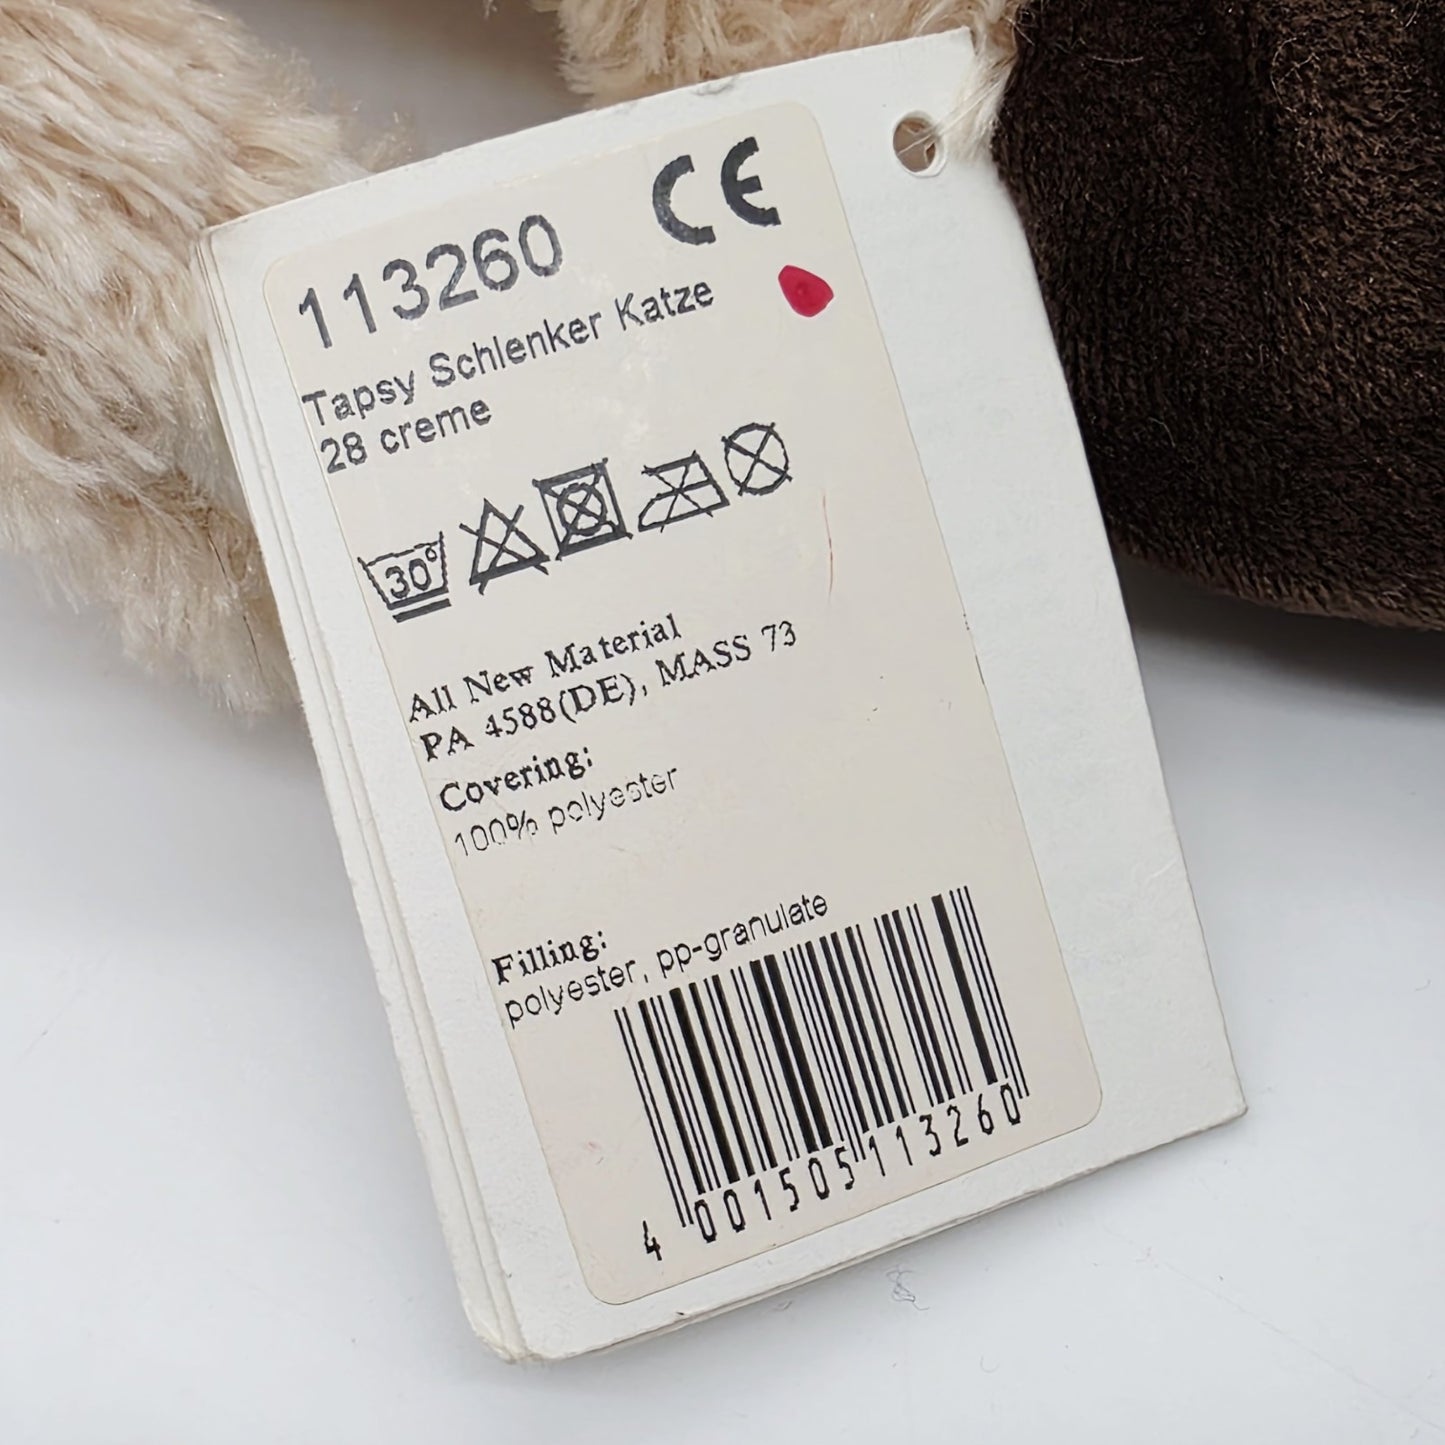 CE
113260
Tapsy Schlenker Katze
28 creme
30°
All New Material
PA 4588(DE), MASS 73
Covering:
100% polyester
Filling:
polyester, pp-granulate
4 001505 113260